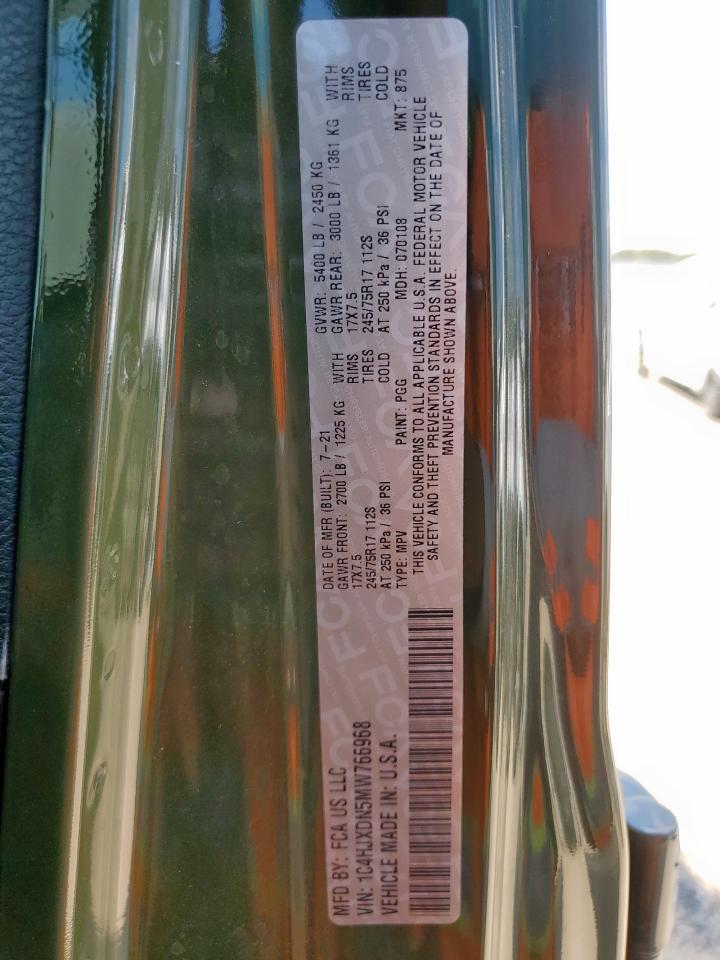 MFD BY: FCA US LLC
VIN: 1C4HJXDN5MW766968
VEHICLE MADE IN: U.S.A.
DATE OF MFR (BUILT): 7-21 GVWR: 5400 LB / 2450 KG
GAWR FRONT: 2700 LB / 1225 KG WITH GAWR REAR: 3000 LB / 1361 KG WITH
17X7.5 RIMS 17X7.5 RIMS
245/75R17 112S TIRES 245/75R17 112S TIRES
AT 250 kPa / 36 PSI COLD AT 250 kPa / 36 PSI COLD
TYPE: MPV PAINT: PGG MDH: 070108 MKT: 875
THIS VEHICLE CONFORMS TO ALL APPLICABLE U.S.A. FEDERAL MOTOR VEHICLE
SAFETY AND THEFT PREVENTION STANDARDS IN EFFECT ON THE DATE OF
MANUFACTURE SHOWN ABOVE.